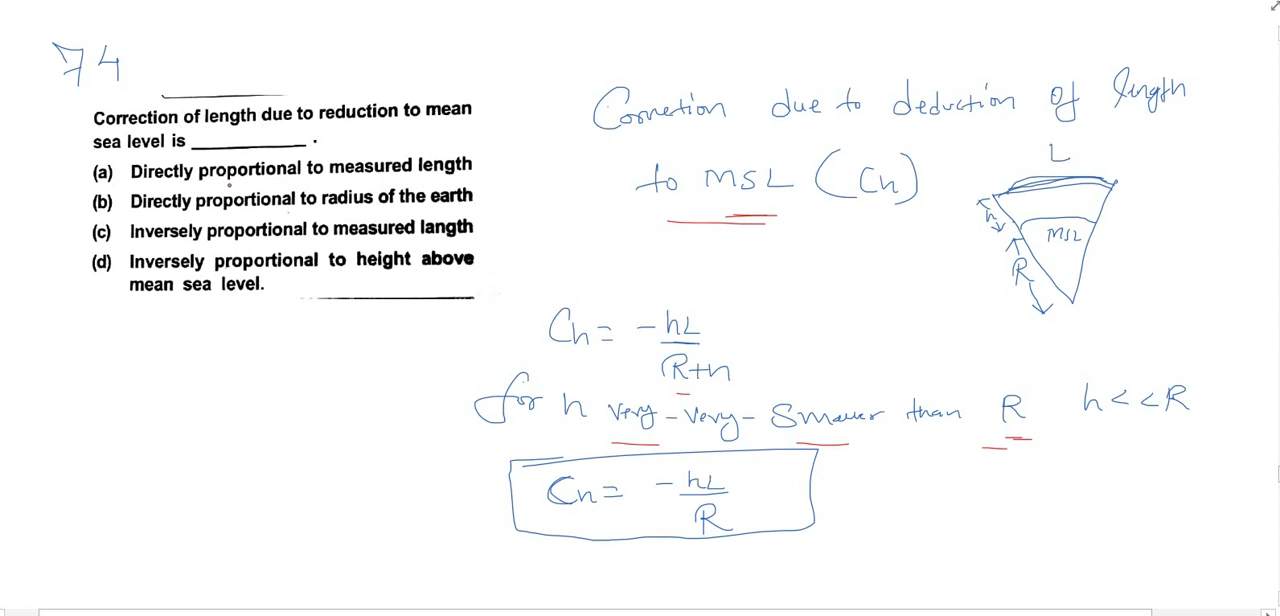 74
Correction of length due to reduction to mean
sea level is ____________ .
(a) Directly proportional to measured length
(b) Directly proportional to radius of the earth
(c) Inversely proportional to measured langth
(d) Inversely proportional to height above
mean sea level.
Correction due to deduction of length
to MSL (Ch)
L
h
MSL
R
Ch = -hL
R+h
for h very-very-smaller than R h<<R
Ch = -hL
R